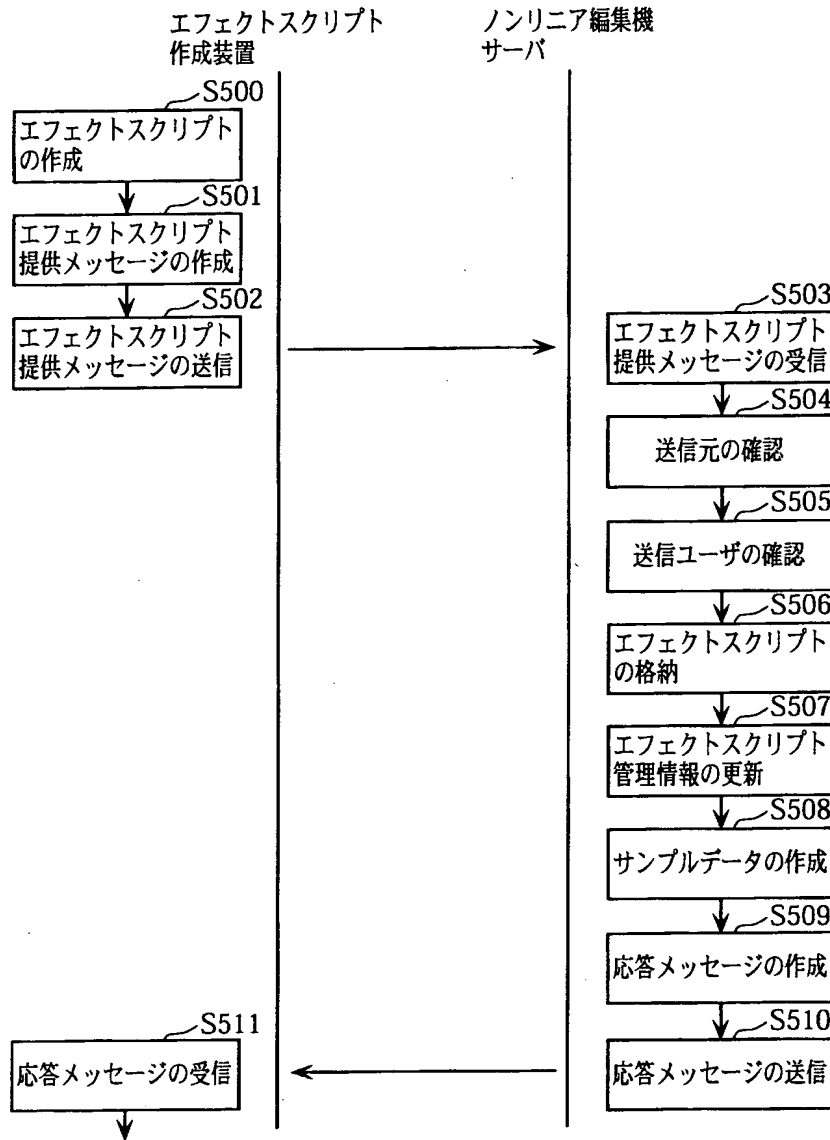 エフェクトスクリプト
作成装置
ノンリニア編集機
サーバ
S500
エフェクトスクリプト
の作成
S501
エフェクトスクリプト
提供メッセージの作成
S502
エフェクトスクリプト
提供メッセージの送信
S503
エフェクトスクリプト
提供メッセージの受信
S504
送信元の確認
S505
送信ユーザの確認
S506
エフェクトスクリプト
の格納
S507
エフェクトスクリプト
管理情報の更新
S508
サンプルデータの作成
S509
応答メッセージの作成
S510
応答メッセージの送信
S511
応答メッセージの受信